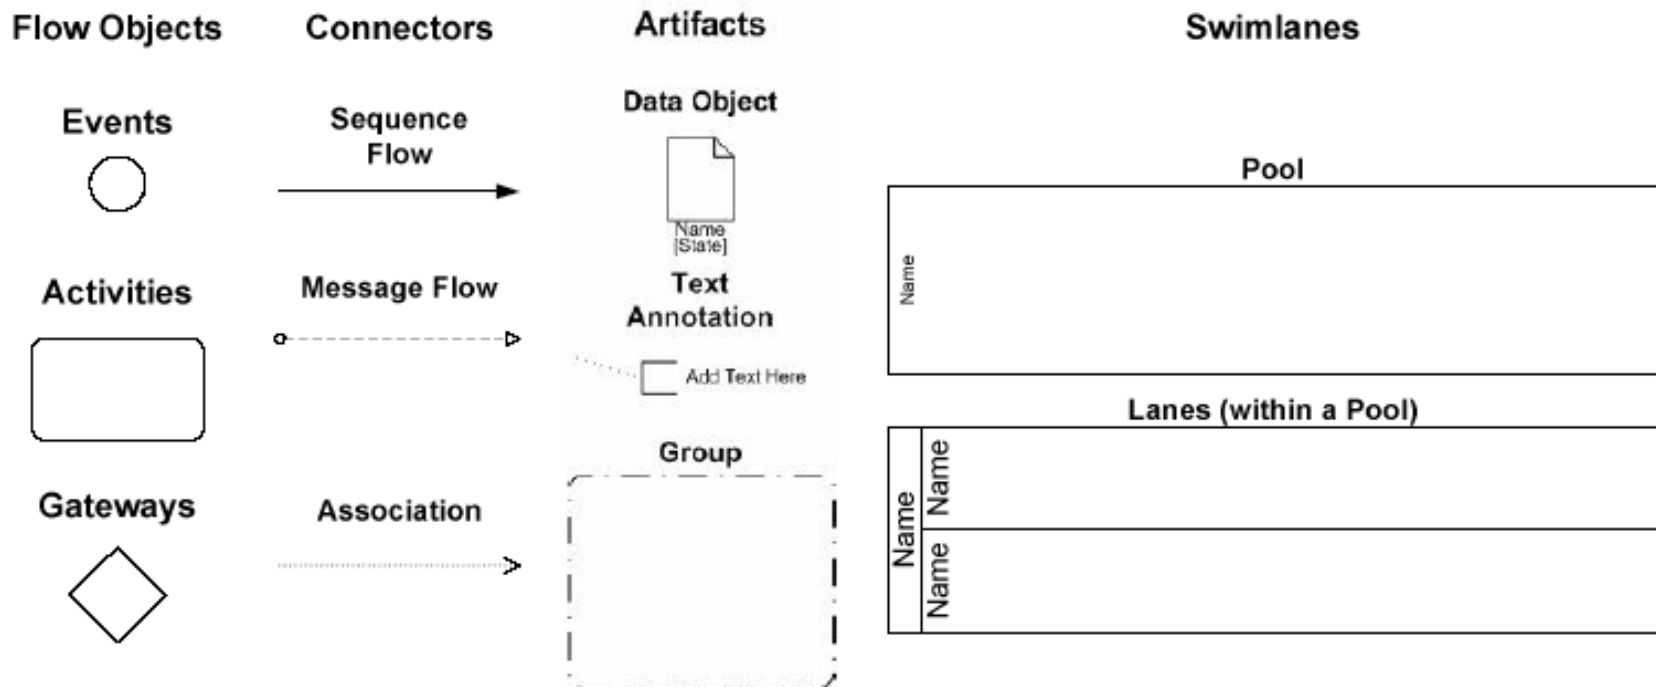 Flow Objects
Events
Activities
Gateways
Connectors
Sequence
Flow
Message Flow
Association
Artifacts
Data Object
Name
[State]
Text
Annotation
Add Text Here
Group
Swimlanes
Pool
Name
Lanes (within a Pool)
Name
Name
Name